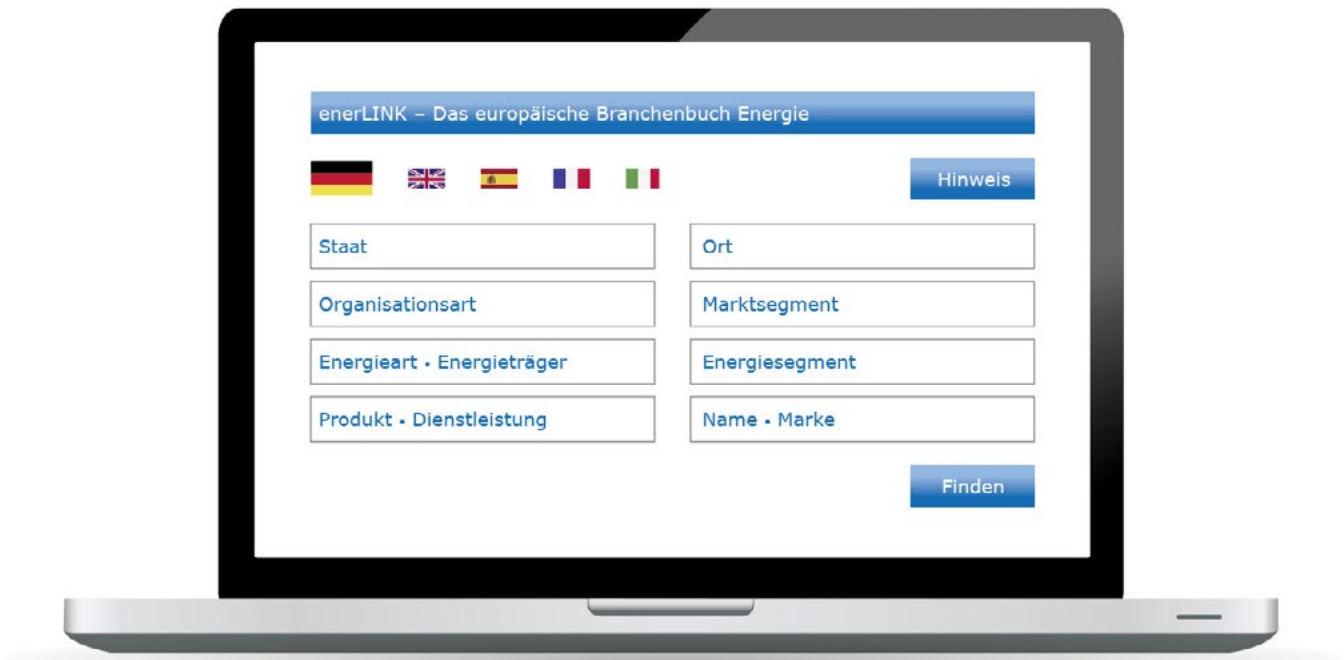 enerLINK – Das europäische Branchenbuch Energie
Hinweis
Staat
Ort
Organisationsart
Marktsegment
Energieart • Energieträger
Energiesegment
Produkt • Dienstleistung
Name • Marke
Finden